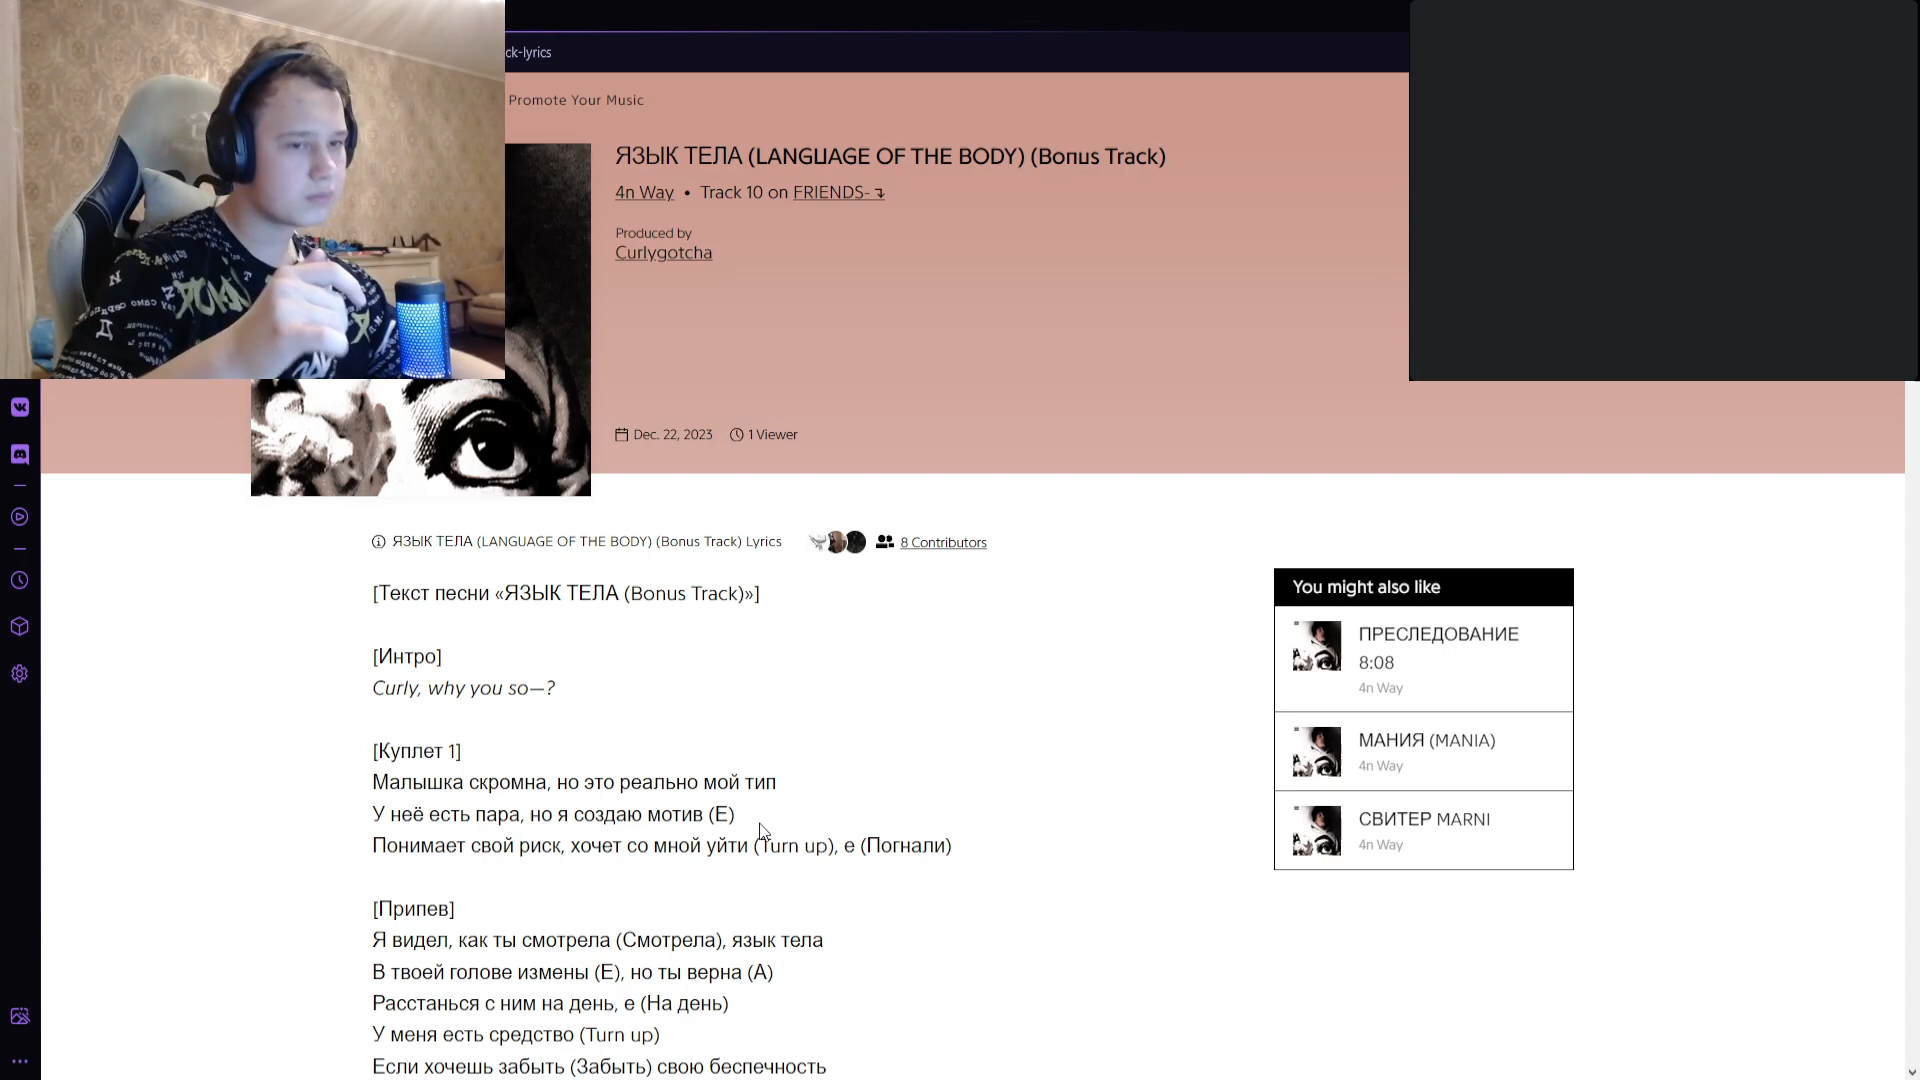 ck-lyrics
Promote Your Music
ЯЗЫК ТЕЛА (LANGUAGE OF THE BODY) (Bonus Track)
4n Way • Track 10 on FRIENDS-
Produced by
Curlygotcha
Dec. 22, 2023 1 Viewer
ЯЗЫК ТЕЛА (LANGUAGE OF THE BODY) (Bonus Track) Lyrics
8 Contributors
[Текст песни «ЯЗЫК ТЕЛА (Bonus Track)»]
[Интро]
Curly, why you so—?
[Куплет 1]
Малышка скромна, но это реально мой тип
У неё есть пара, но я создаю мотив (Е)
Понимает свой риск, хочет со мной уйти (Turn up), е (Погнали)
[Припев]
Я видел, как ты смотрела (Смотрела), язык тела
В твоей голове измены (Е), но ты верна (А)
Расстанься с ним на день, е (На день)
У меня есть средство (Turn up)
Если хочешь забыть (Забыть) свою беспечность
You might also like
ПРЕСЛЕДОВАНИЕ
8:08
4n Way
МАНИЯ (MANIA)
4n Way
СВИТЕР MARNI
4n Way